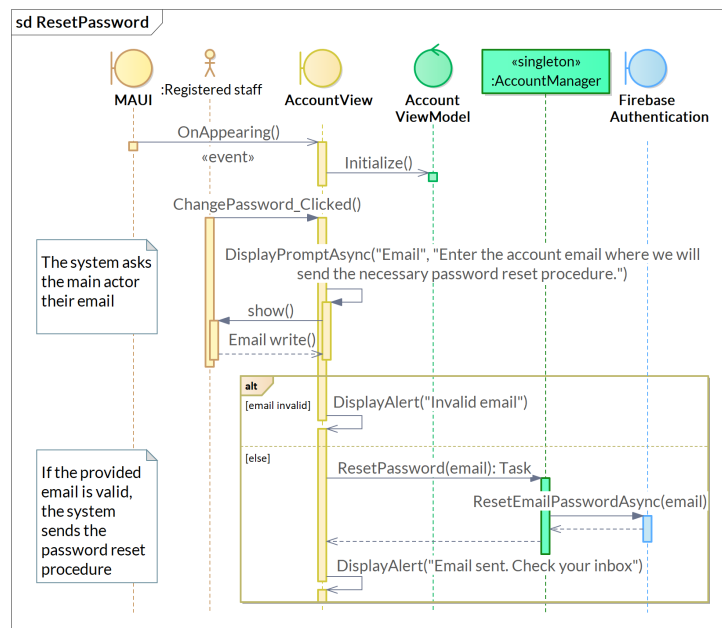 sd ResetPassword
MAUI
:Registered staff
AccountView
Account
ViewModel
«singleton»
:AccountManager
Firebase
Authentication
OnAppearing()
«event»
Initialize()
ChangePassword_Clicked()
The system asks
the main actor
their email
DisplayPromptAsync("Email", "Enter the account email where we will
send the necessary password reset procedure.")
show()
Email write()
alt
[email invalid]
DisplayAlert("Invalid email")
[else]
If the provided
email is valid,
the system
sends the
password reset
procedure
ResetPassword(email): Task
ResetEmailPasswordAsync(email)
DisplayAlert("Email sent. Check your inbox")